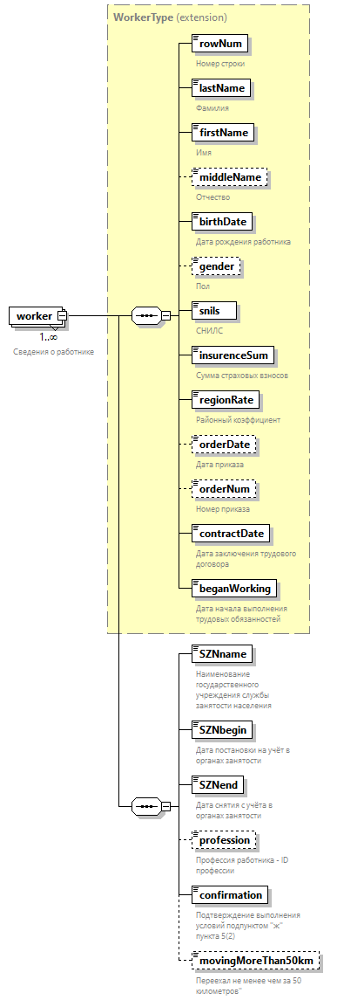 WorkerType (extension)
rowNum
Номер строки
lastName
Фамилия
firstName
Имя
middleName
Отчество
birthDate
Дата рождения работника
gender
Пол
worker
1..∞
Сведения о работнике
snils
СНИЛС
insurenceSum
Сумма страховых взносов
regionRate
Районный коэффициент
orderDate
Дата приказа
orderNum
Номер приказа
contractDate
Дата заключения трудового
договора
beganWorking
Дата начала выполнения
трудовых обязанностей
SZNname
Наименование
государственного
учреждения службы
занятости населения
SZNbegin
Дата постановки на учёт в
органах занятости
SZNend
Дата снятия с учёта в
органах занятости
profession
Профессия работника - ID
профессии
confirmation
Подтверждение выполнения
условий подпунктом "ж"
пункта 5(2)
movingMoreThan50km
Переехал не менее чем за 50
километров"